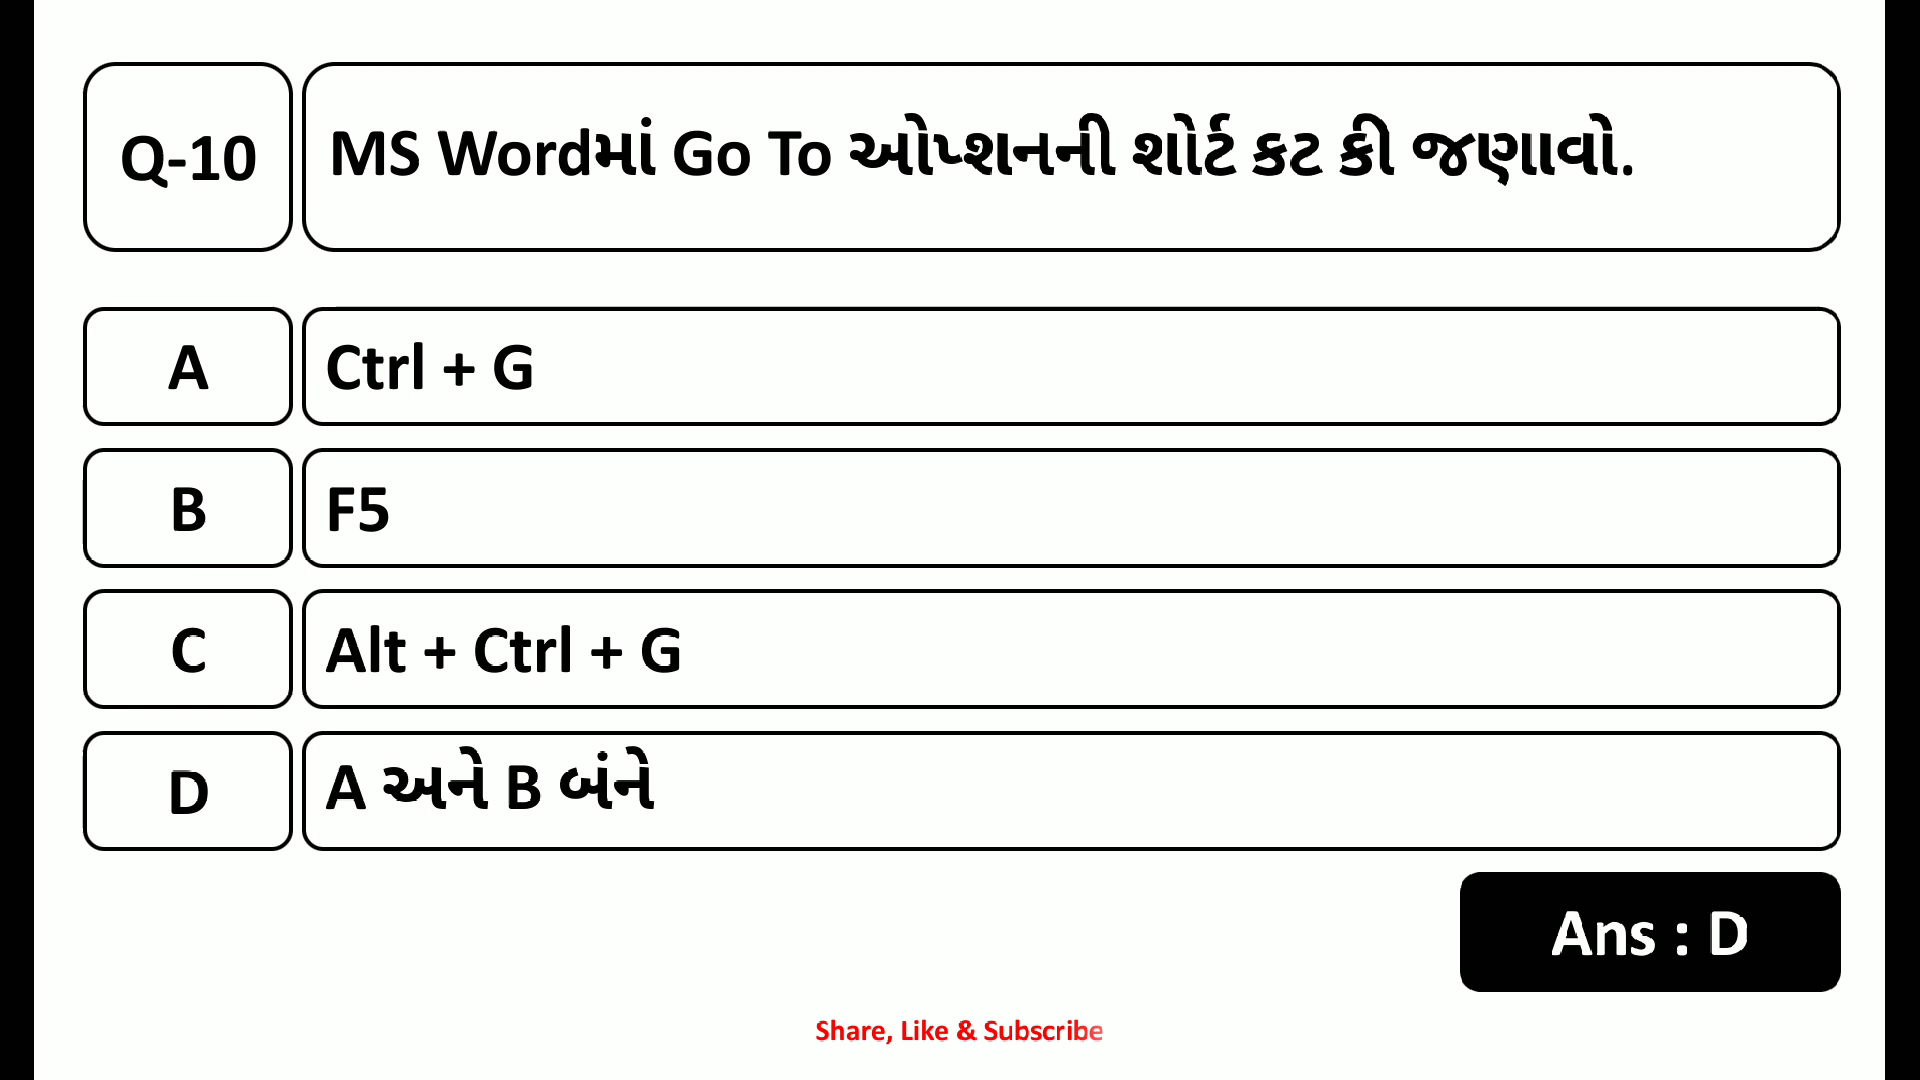 Q-10
MS Wordમાં Go To ઓપ્શનની શોર્ટ કટ કી જણાવો.
A
Ctrl + G
B
F5
C
Alt + Ctrl + G
D
A અને B બંને
Ans : D
Share, Like & Subscribe